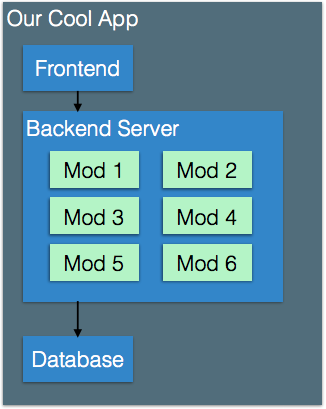 Our Cool App
Frontend
Backend Server
Mod 1 Mod 2
Mod 3 Mod 4
Mod 5 Mod 6
Database